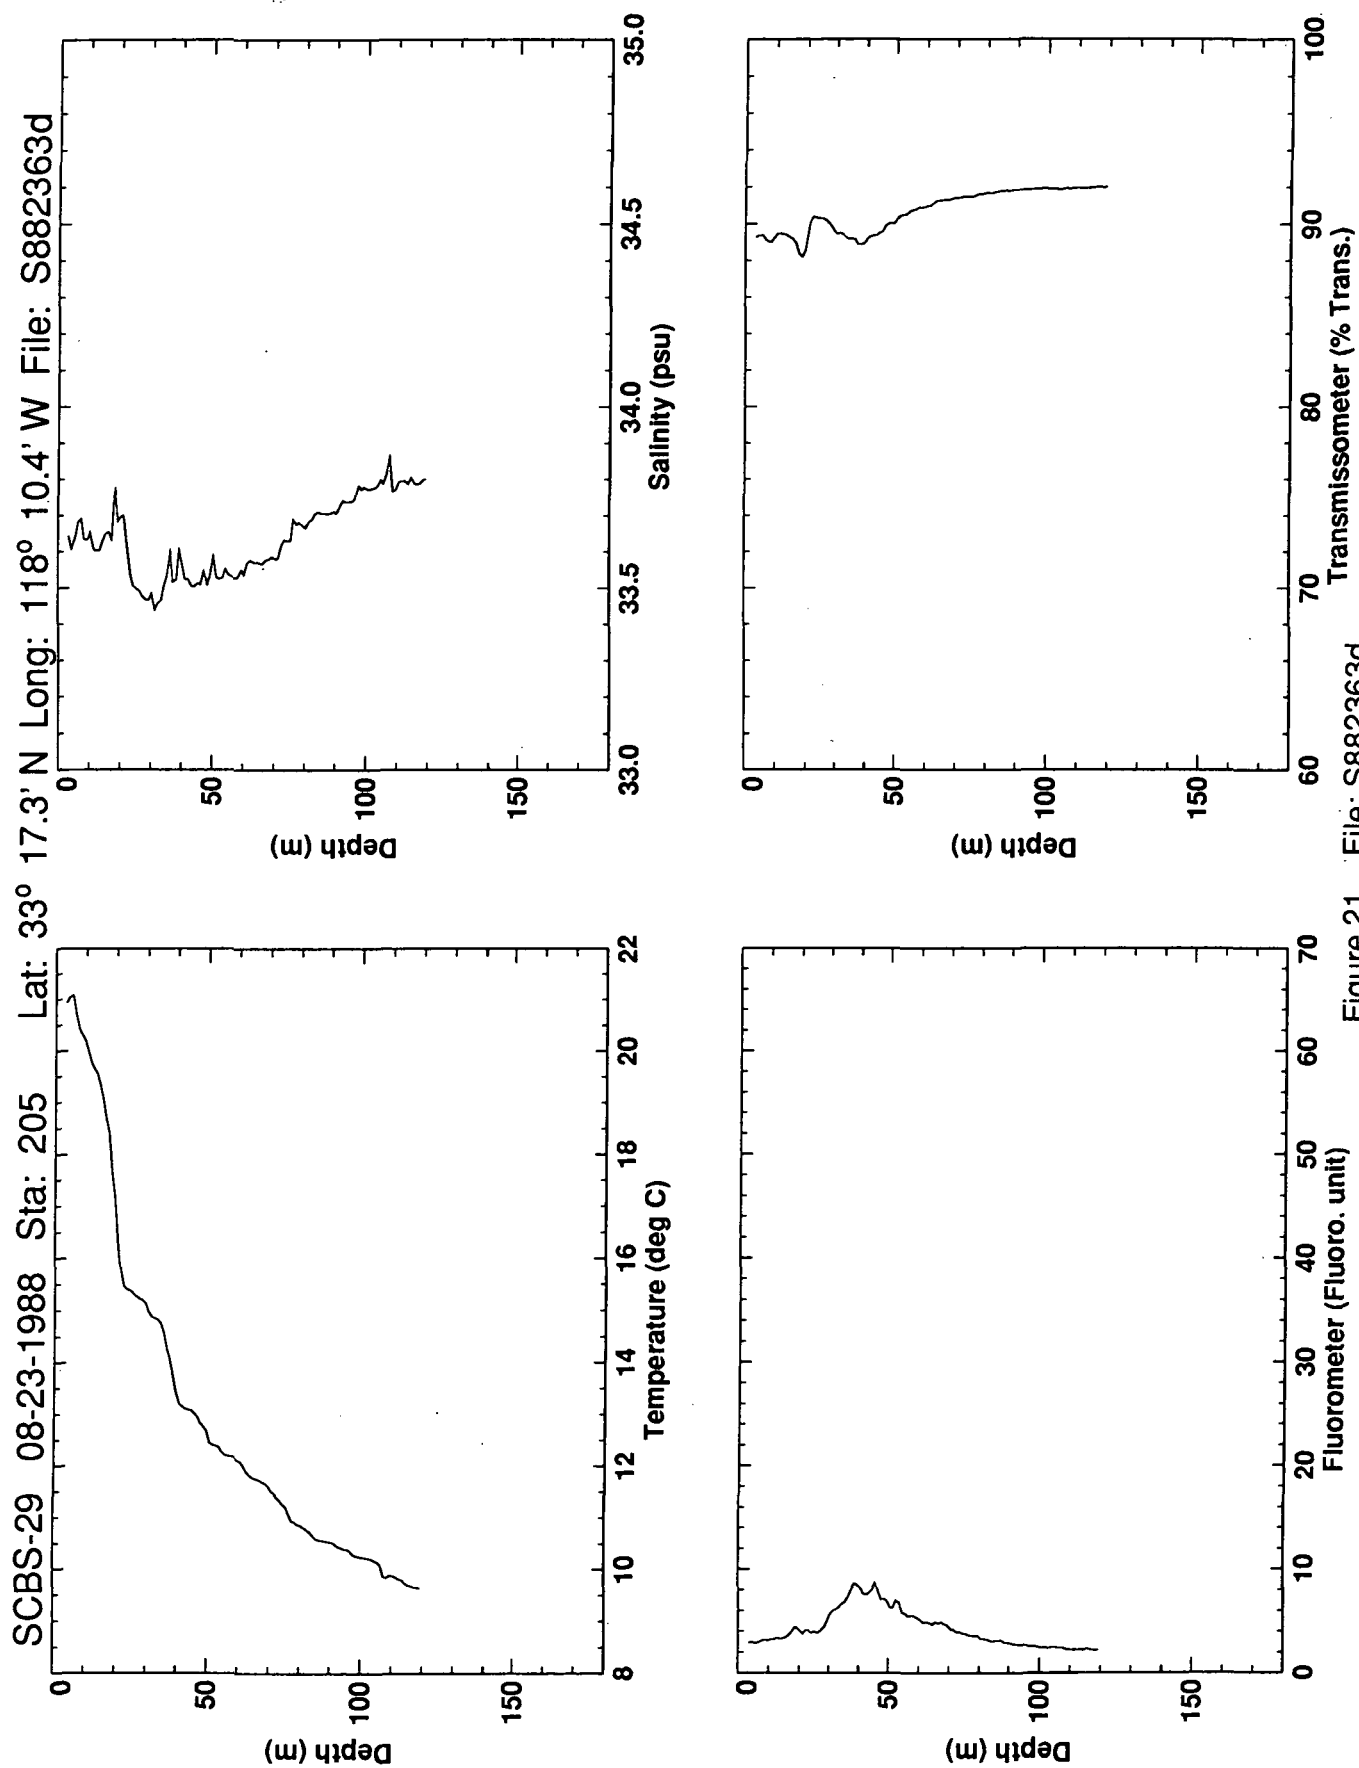 SCBS-29 08-23-1988 Sta: 205 Lat: 33° 17.3' N Long: 118° 10.4' W File: S882363d
0
50
100
150
Depth (m)
8 10 12 14 16 18 20 22
Temperature (deg C)
0
50
100
150
Depth (m)
33.0 33.5 34.0 34.5 35.0
Salinity (psu)
0
50
100
150
Depth (m)
0 10 20 30 40 50 60 70
Fluorometer (Fluoro. unit)
0
50
100
150
Depth (m)
60 70 80 90 100
Transmissometer (% Trans.)
Figure 21 File: S882363d